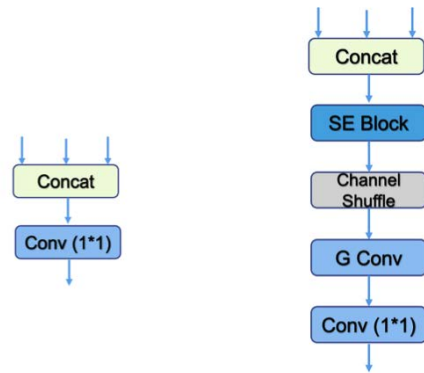 Concat
Conv (1*1)
Concat
SE Block
Channel
Shuffle
G Conv
Conv (1*1)